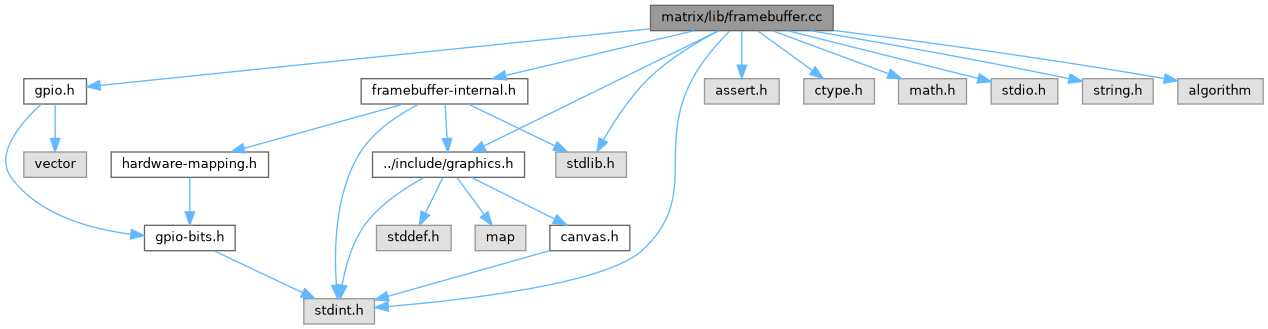 matrix/lib/framebuffer.cc
gpio.h
framebuffer-internal.h
assert.h
ctype.h
math.h
stdio.h
string.h
algorithm
vector
hardware-mapping.h
../include/graphics.h
stdlib.h
gpio-bits.h
stddef.h
map
canvas.h
stdint.h